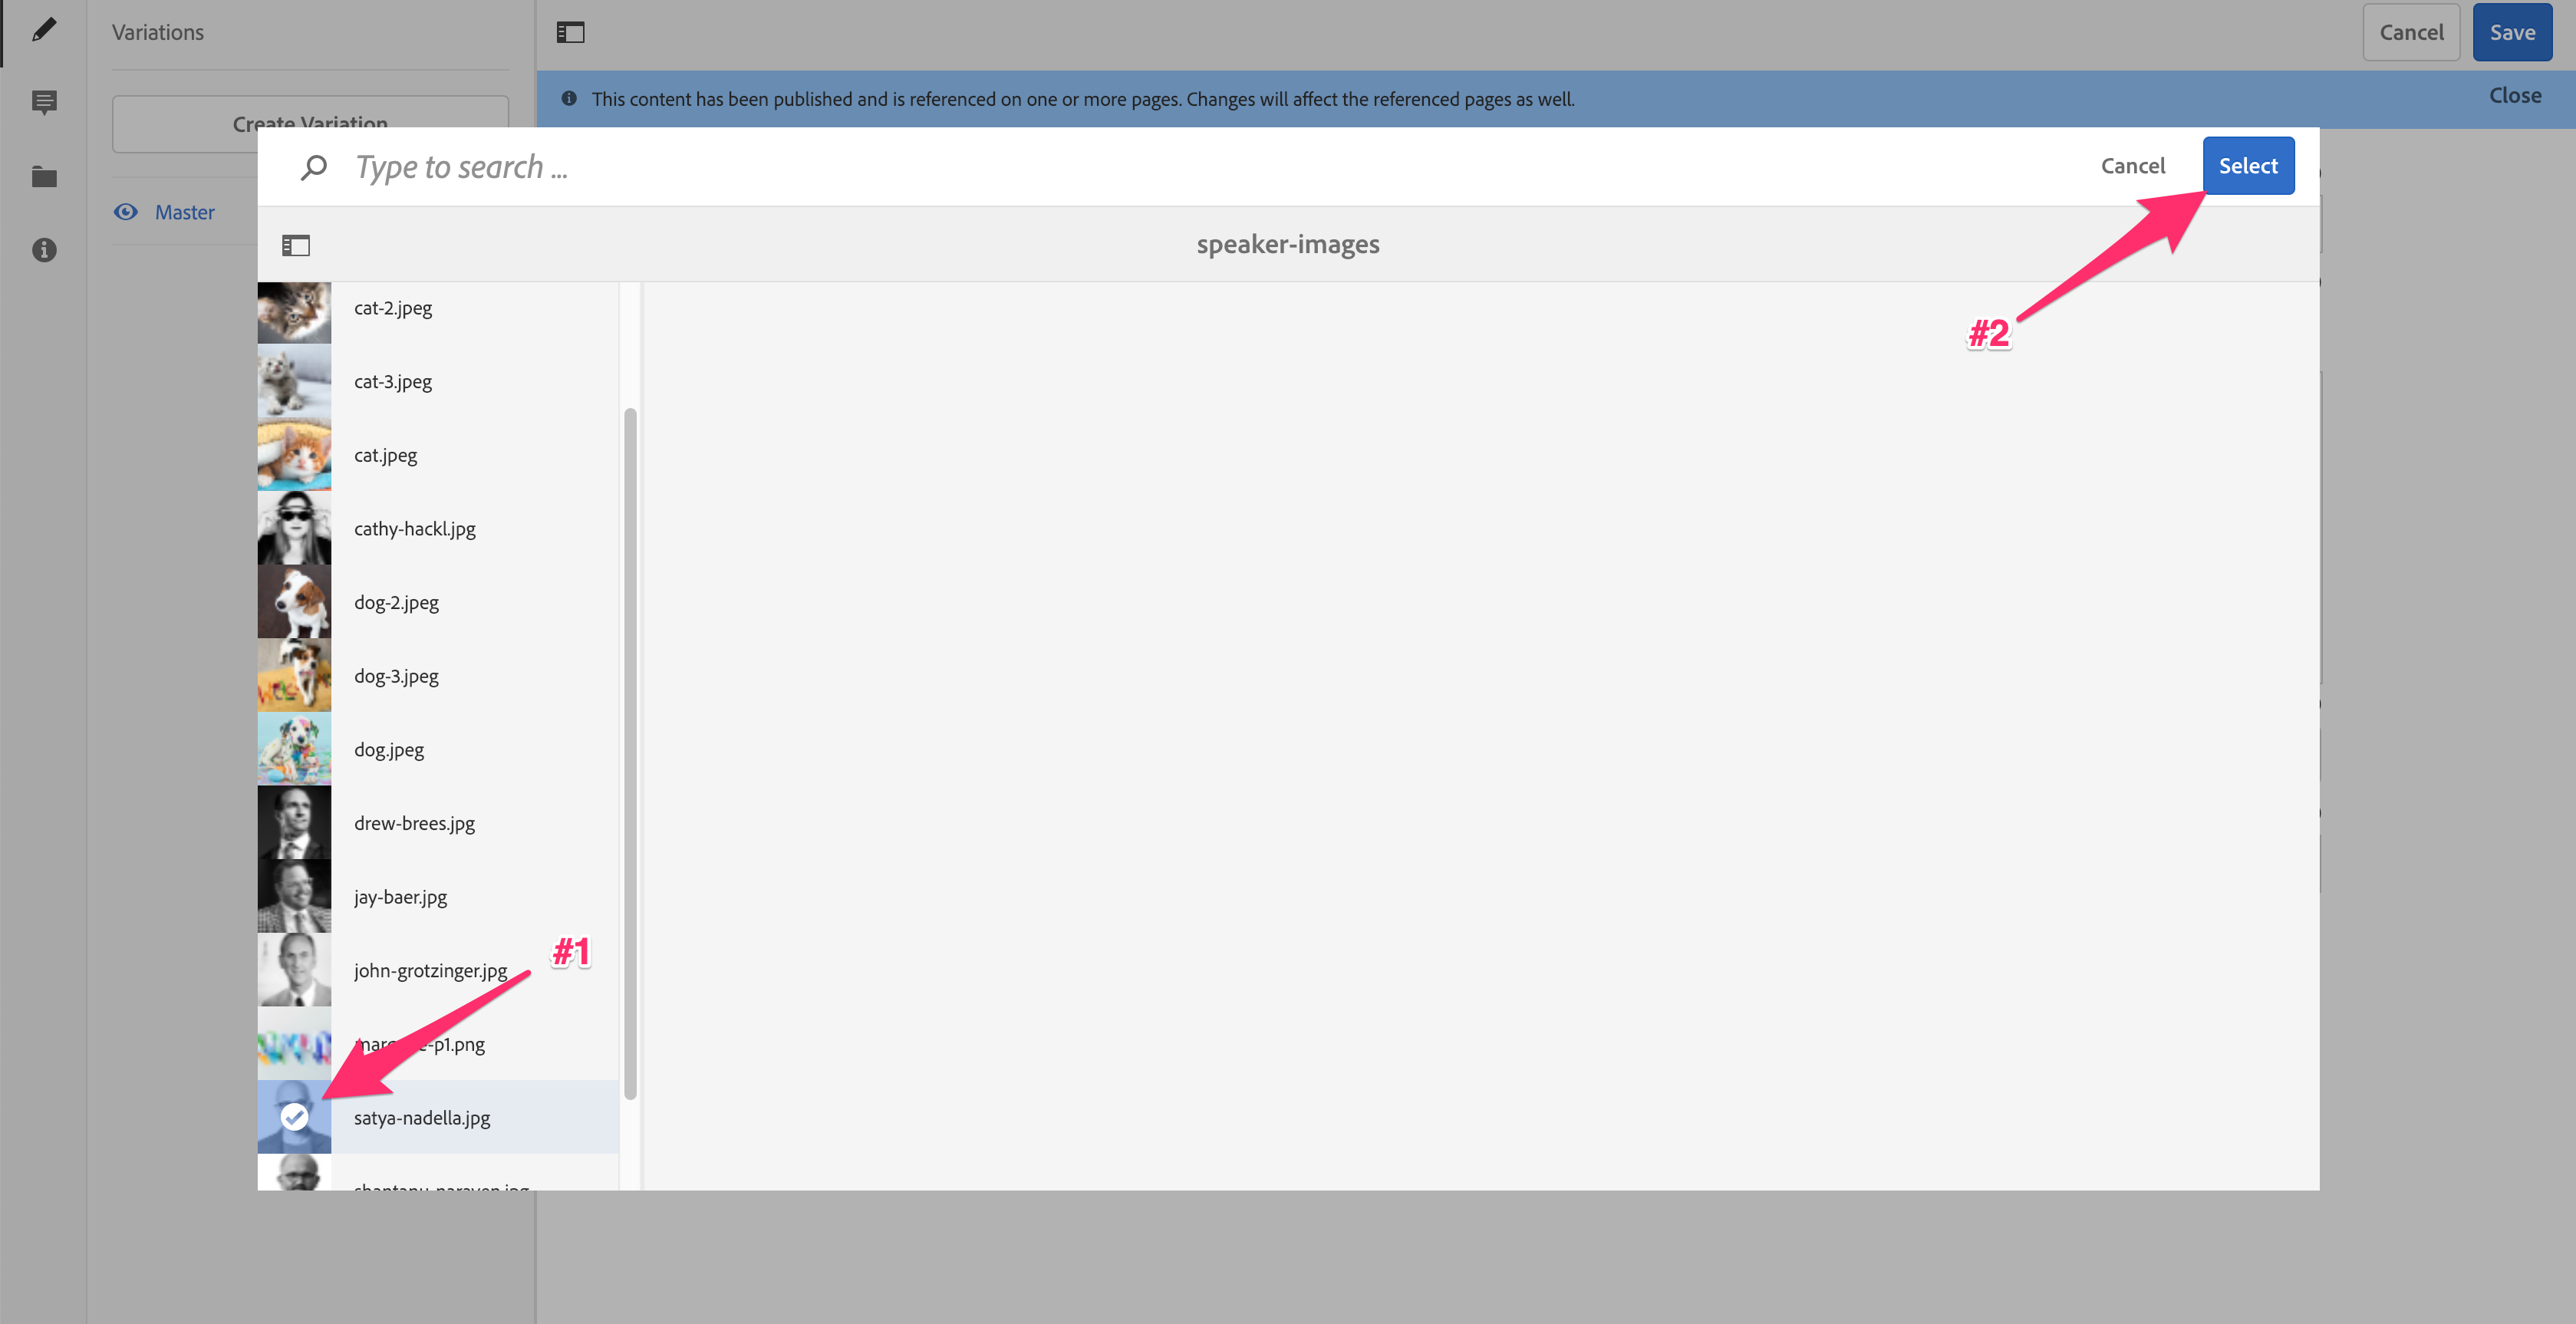 Variations
Cancel
Save
This content has been published and is referenced on one or more pages. Changes will affect the referenced pages as well.
Close
Create Variation
Type to search ...
Cancel
Select
Master
speaker-images
#2
cat-2.jpeg
cat-3.jpeg
cat.jpeg
cathy-hackl.jpg
dog-2.jpeg
dog-3.jpeg
dog.jpeg
drew-brees.jpg
jay-baer.jpg
#1
john-grotzinger.jpg
-p1.png
satya-nadella.jpg
shantanu-narayen.jpg